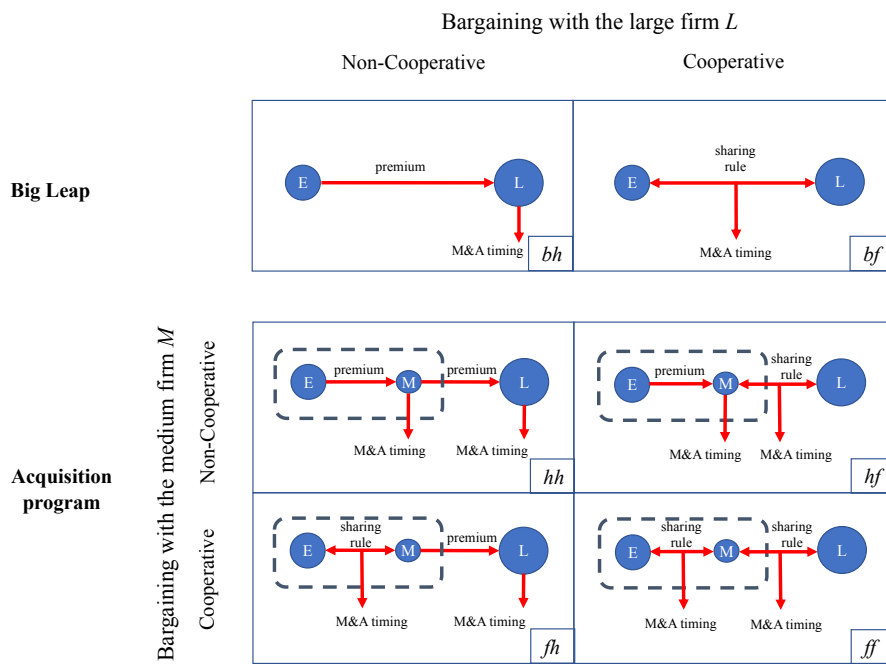 Bargaining with the large firm L
Non-Cooperative
Cooperative
Big Leap
E
premium
L
M&A timing
bh
E
sharing
rule
L
M&A timing
bf
Acquisition
program
Bargaining with the medium firm M
Non-Cooperative
E
premium
M
premium
L
M&A timing
M&A timing
hh
E
premium
M
sharing
rule
L
M&A timing
M&A timing
hf
Cooperative
E
sharing
rule
M
premium
L
M&A timing
M&A timing
fh
E
sharing
rule
M
sharing
rule
L
M&A timing
M&A timing
ff